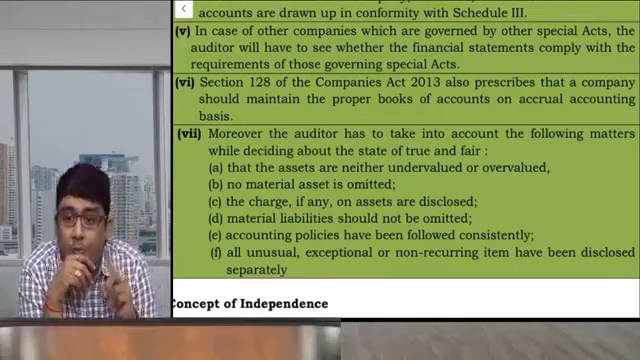 accounts are drawn up in conformity with Schedule III.
(v) In case of other companies which are governed by other special Acts, the
auditor will have to see whether the financial statements comply with the
requirements of those governing special Acts.
(vi) Section 128 of the Companies Act 2013 also prescribes that a company
should maintain the proper books of accounts on accrual accounting
basis.
(vii) Moreover the auditor has to take into account the following matters
while deciding about the state of true and fair :
(a) that the assets are neither undervalued or overvalued,
(b) no material asset is omitted;
(c) the charge, if any, on assets are disclosed;
(d) material liabilities should not be omitted;
(e) accounting policies have been followed consistently;
(f) all unusual, exceptional or non-recurring item have been disclosed
separately
Concept of Independence